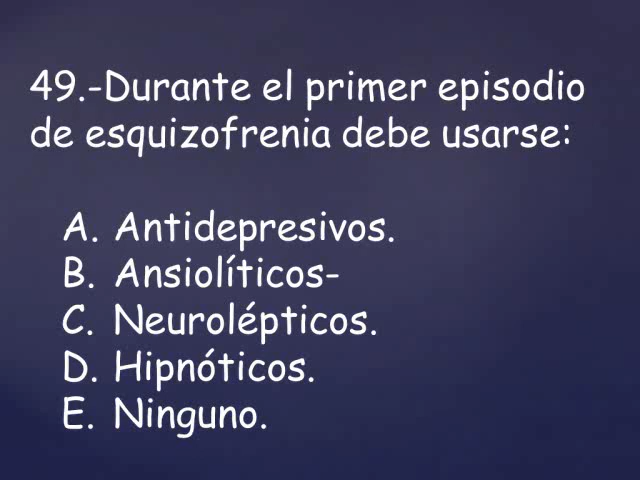 49.-Durante el primer episodio
de esquizofrenia debe usarse:
A. Antidepresivos.
B. Ansiolíticos-
C. Neurolépticos.
D. Hipnóticos.
E. Ninguno.